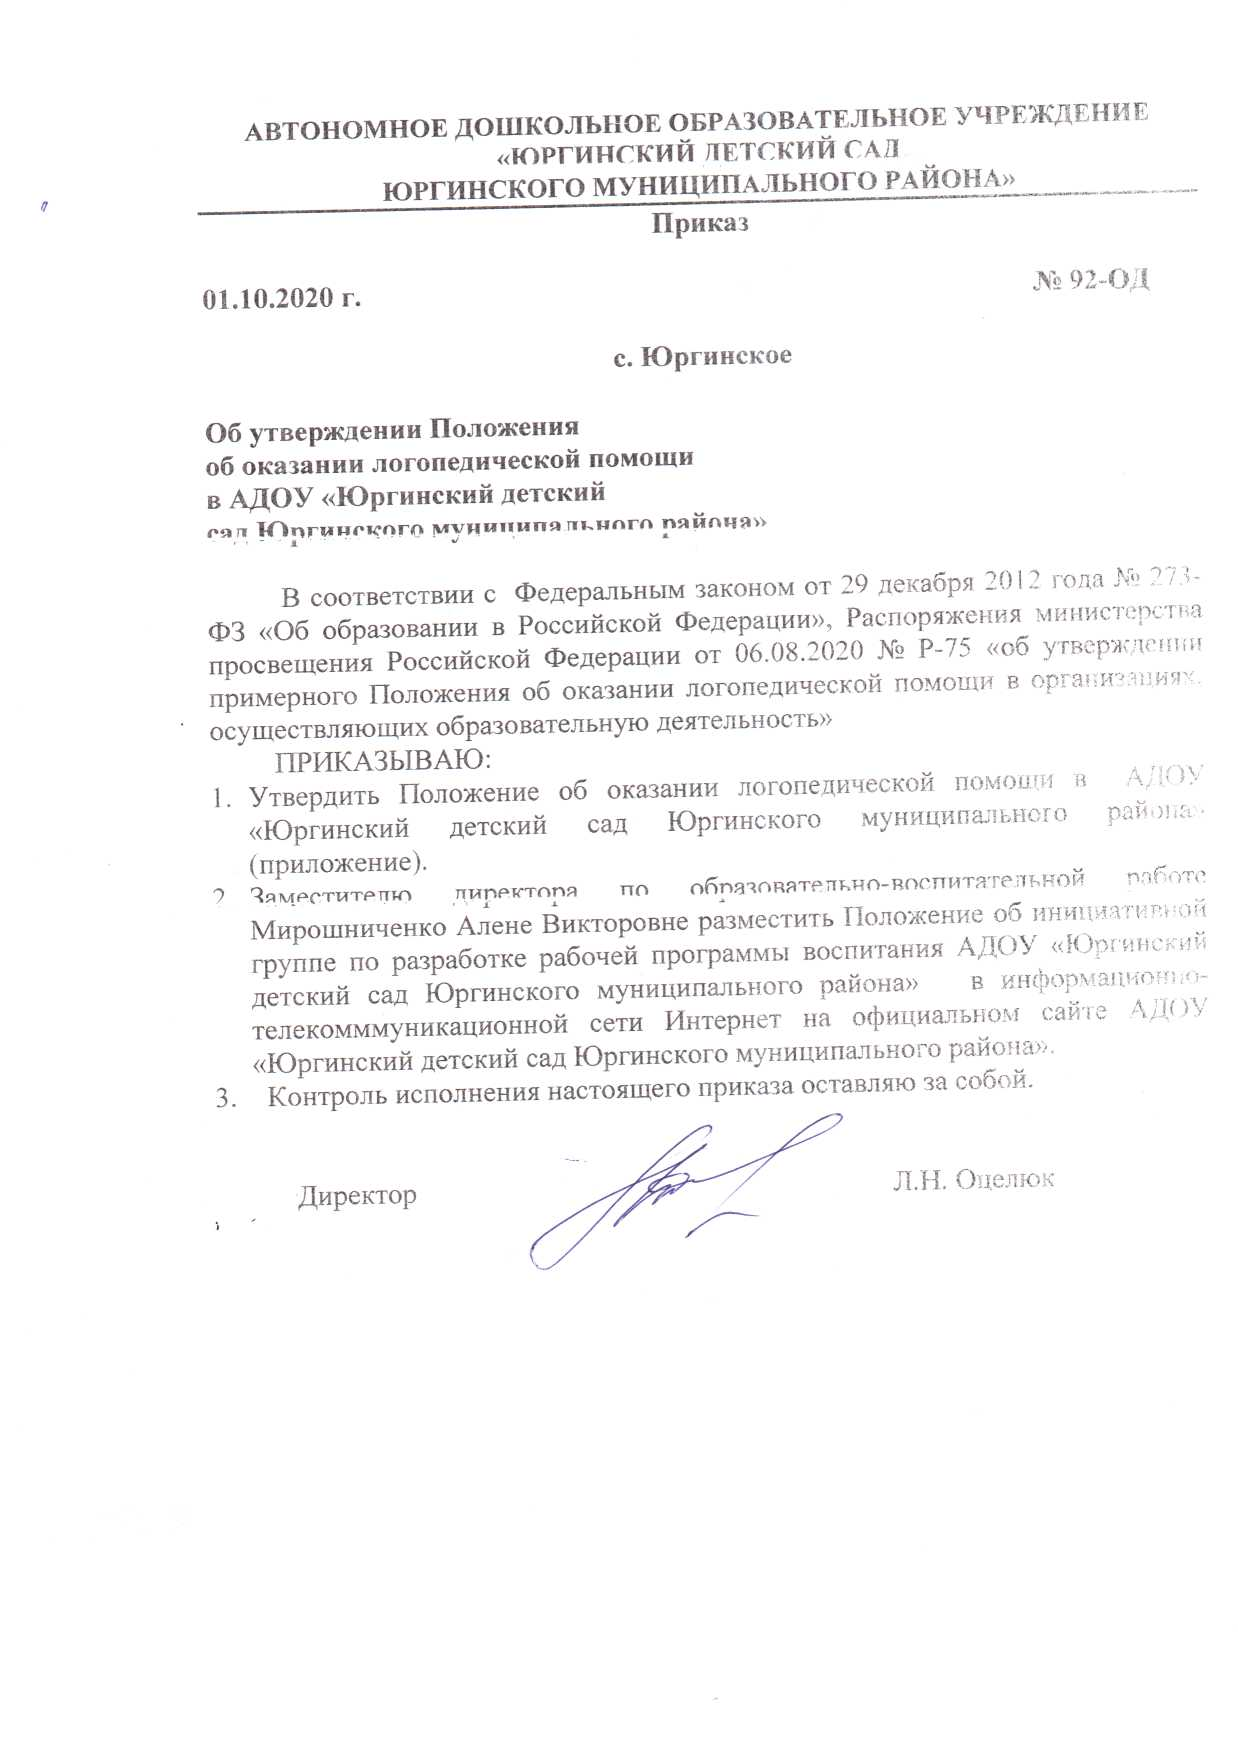 АВТОНОМНОЕ ДОШКОЛЬНОЕ ОБРАЗОВАТЕЛЬНОЕ УЧРЕЖДЕНИЕ
«ЮРГИНСКИЙ ДЕТСКИЙ САД
ЮРГИНСКОГО МУНИЦИПАЛЬНОГО РАЙОНА»
Приказ
01.10.2020 г. № 92-ОД
с. Юргинское
Об утверждении Положения
об оказании логопедической помощи
в АДОУ «Юргинский детский
сад Юргинского муниципального района»
В соответствии с Федеральным законом от 29 декабря 2012 года № 273-
ФЗ «Об образовании в Российской Федерации», Распоряжения министерства
просвещения Российской Федерации от 06.08.2020 № Р-75 «об утверждении
примерного Положения об оказании логопедической помощи в организациях,
осуществляющих образовательную деятельность»
ПРИКАЗЫВАЮ:
1. Утвердить Положение об оказании логопедической помощи в АДОУ
«Юргинский детский сад Юргинского муниципального района»
(приложение).
2. Заместителю директора по образовательно-воспитательной работе
Мирошниченко Алене Викторовне разместить Положение об инициативной
группе по разработке рабочей программы воспитания АДОУ «Юргинский
детский сад Юргинского муниципального района» в информационно-
телекомммуникационной сети Интернет на официальном сайте АДОУ
«Юргинский детский сад Юргинского муниципального района».
3. Контроль исполнения настоящего приказа оставляю за собой.
Директор Л.Н. Оцелюк